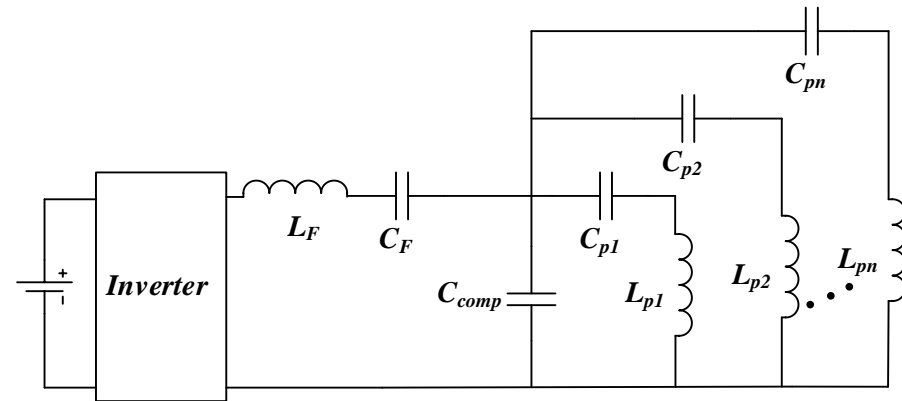 C_pn
C_p2
L_F
C_F
C_p1
+
-
Inverter
C_comp
L_p1
L_p2
L_pn